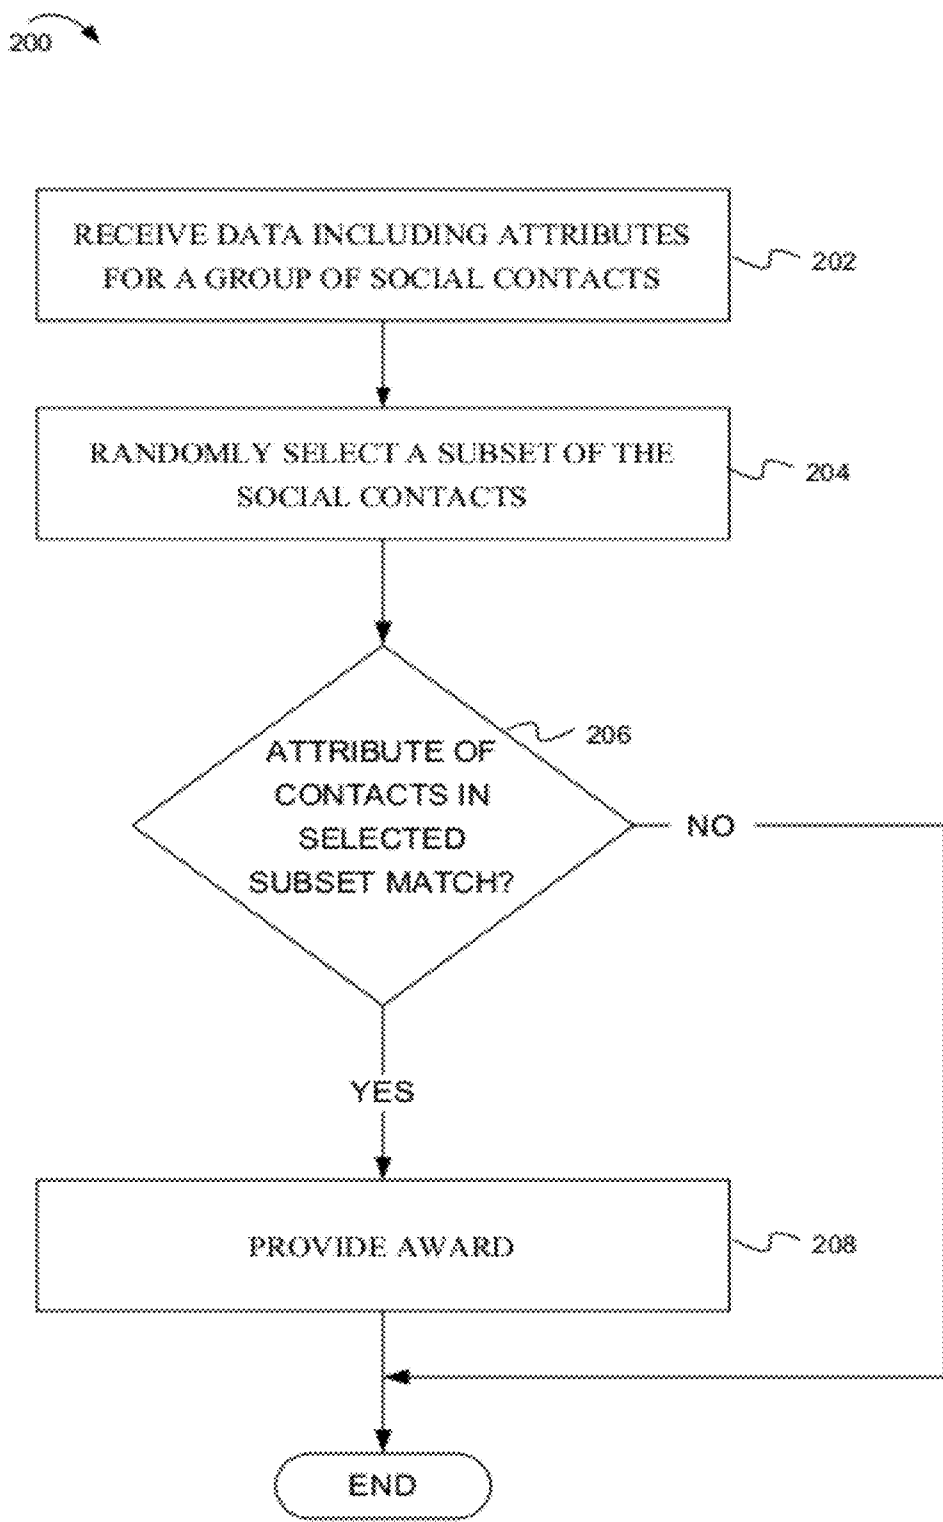 200
RECEIVE DATA INCLUDING ATTRIBUTES
FOR A GROUP OF SOCIAL CONTACTS
202
RANDOMLY SELECT A SUBSET OF THE
SOCIAL CONTACTS
204
206
ATTRIBUTE OF
CONTACTS IN
SELECTED
SUBSET MATCH?
NO
YES
PROVIDE AWARD
208
END